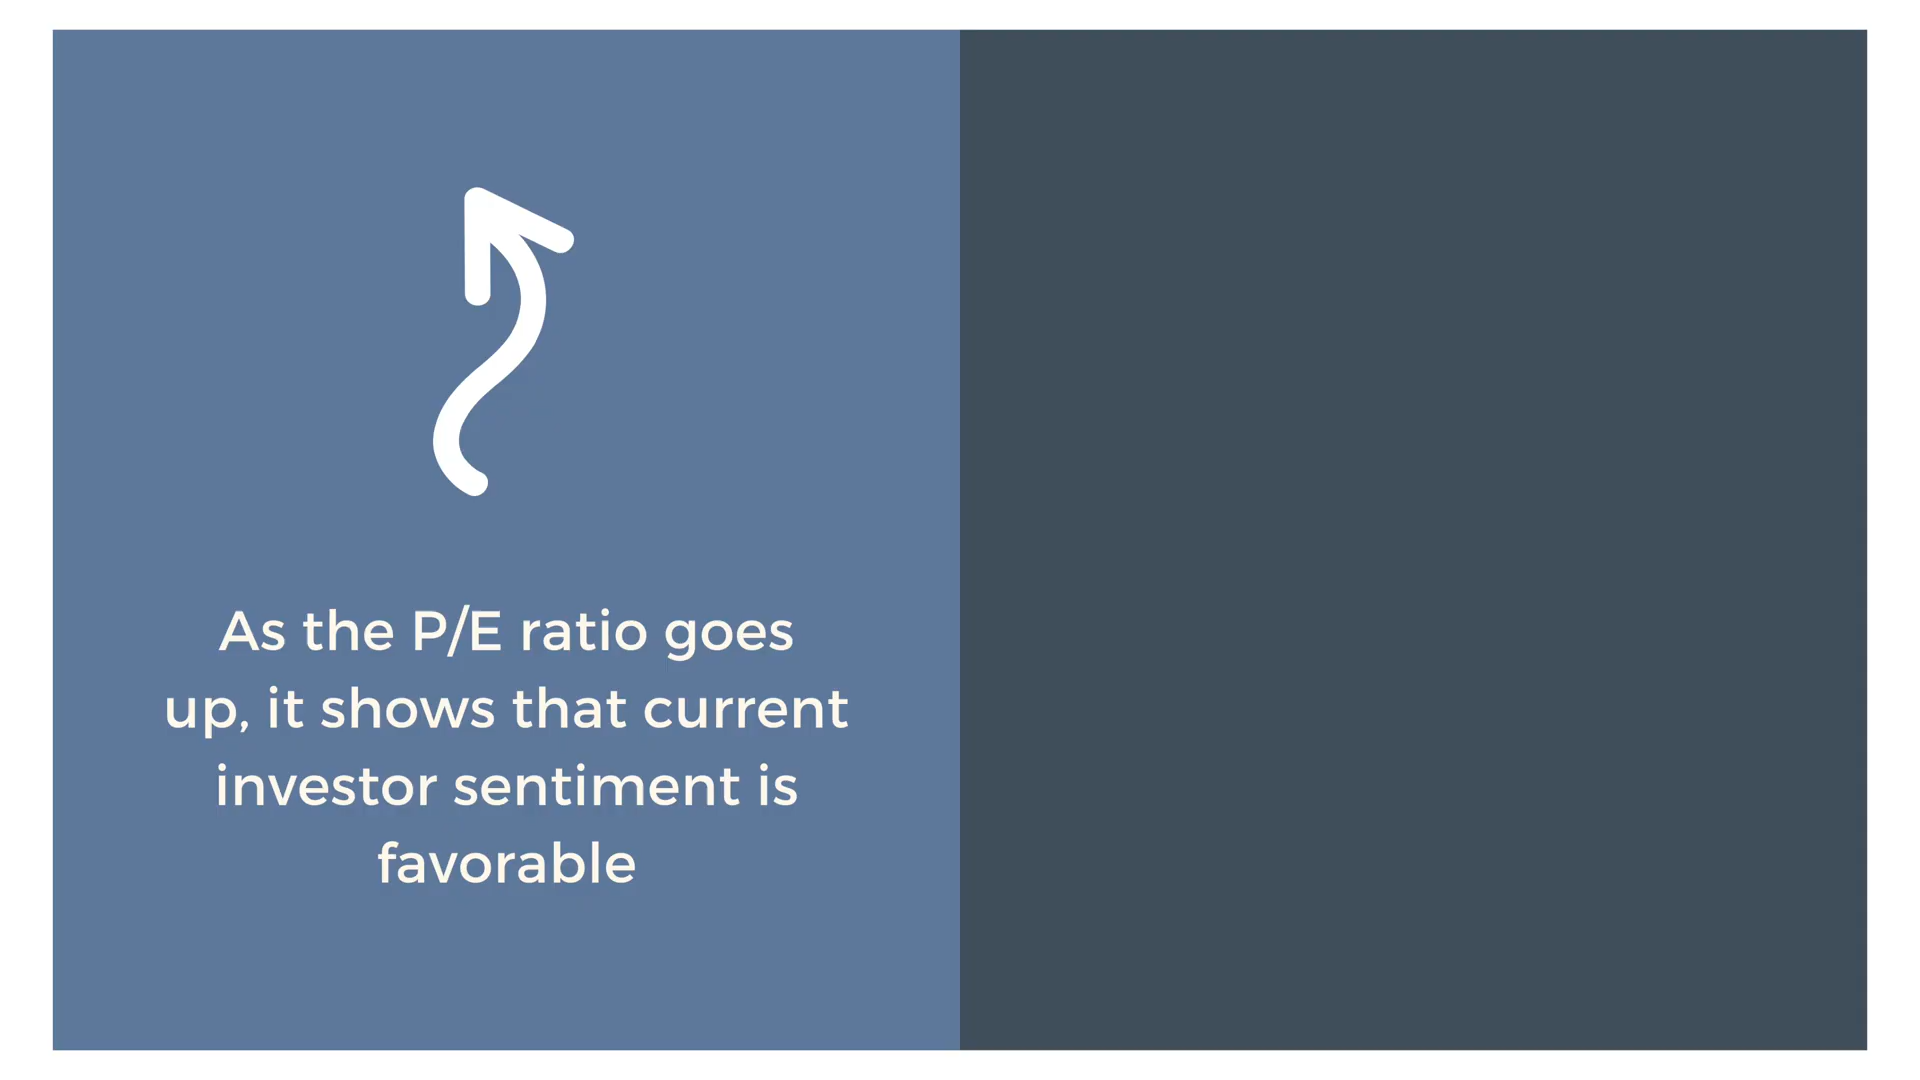 As the P/E ratio goes
up, it shows that current
investor sentiment is
favorable